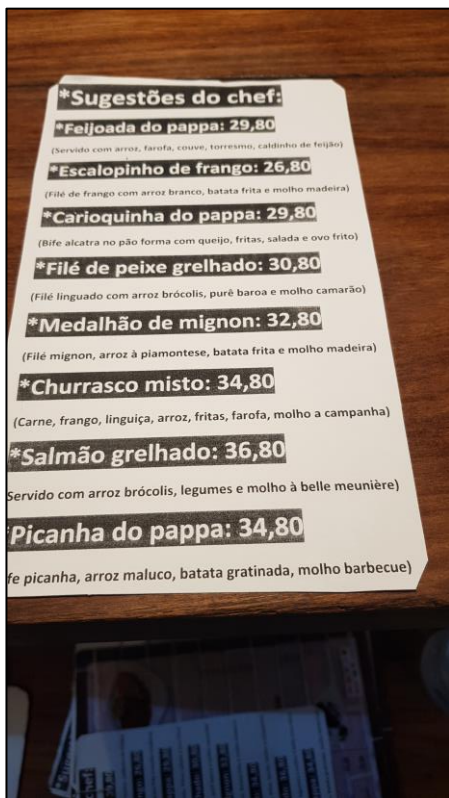 *Sugestões do chef:
*Feijoada do pappa: 29,80
(Servido com arroz, farofa, couve, torresmo, caldinho de feijão)
*Escalopinho de frango: 26,80
(Filé de frango com arroz branco, batata frita e molho madeira)
*Carioquinha do pappa: 29,80
(Bife alcatra no pão forma com queijo, fritas, salada e ovo frito)
*Filé de peixe grelhado: 30,80
(Filé linguado com arroz brócolis, purê baroa e molho camarão)
*Medalhão de mignon: 32,80
(Filé mignon, arroz à piamontese, batata frita e molho madeira)
*Churrasco misto: 34,80
(Carne, frango, linguiça, arroz, fritas, farofa, molho a campanha)
*Salmão grelhado: 36,80
Servido com arroz brócolis, legumes e molho à belle meunière)
Picanha do pappa: 34,80
fe picanha, arroz maluco, batata gratinada, molho barbecue)